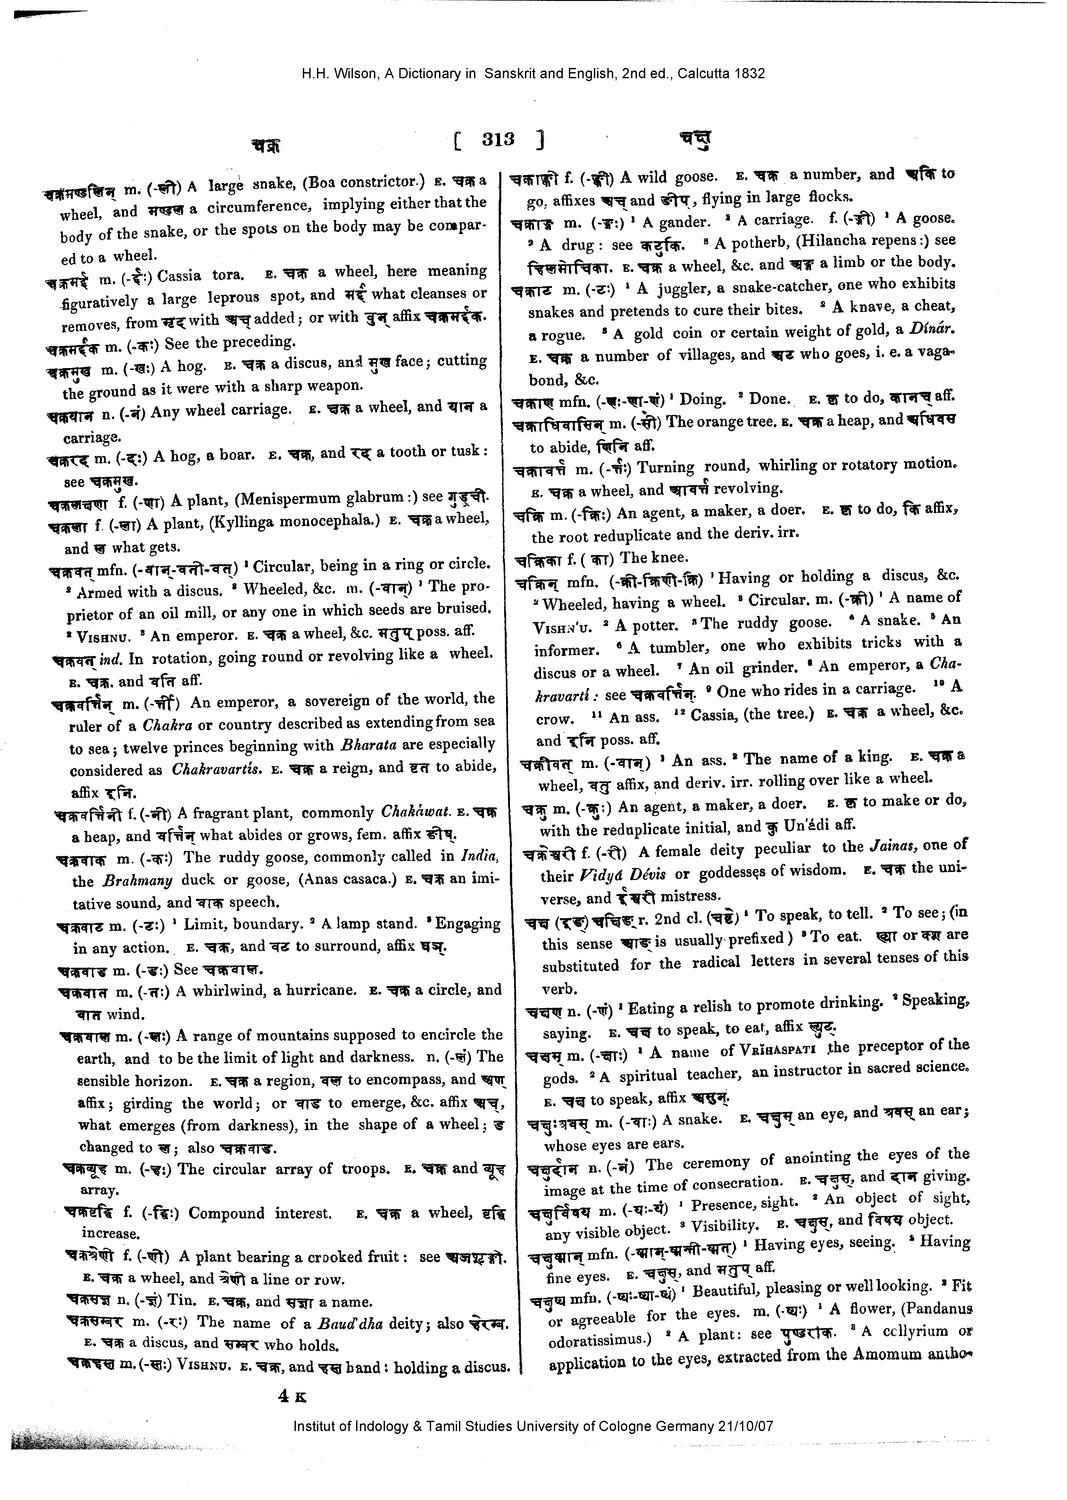 H.H. Wilson, A Dictionary in Sanskrit and English, 2nd ed., Calcutta 1832
चक्र [ 313 ] चक्षु
चक्रमण्डलिन् m. (-ली) A large snake, (Boa constrictor.) E. चक्र a
wheel, and मण्डल a circumference, implying either that the
body of the snake, or the spots on the body may be compar-
ed to a wheel.
चक्रमर्द्द m. (-र्द्दः) Cassia tora. E. चक्र a wheel, here meaning
figuratively a large leprous spot, and मर्द्द what cleanses or
removes, from मृद with अच् added; or with वुन् affix चक्रमर्द्दक.
चक्रमर्द्दक m. (-कः) See the preceding.
चक्रमुख m. (-खः) A hog. E. चक्र a discus, and मुख face; cutting
the ground as it were with a sharp weapon.
चक्रयान n. (-नं) Any wheel carriage. E. चक्र a wheel, and यान a
carriage.
चक्ररद m. (-दः) A hog, a boar. E. चक्र, and रद a tooth or tusk:
see चक्रमुख.
चक्रलक्षणा f. (-णा) A plant, (Menispermum glabrum:) see गुडूची.
चक्रला f. (-ला) A plant, (Kyllinga monocephala.) E. चक्र a wheel,
and ल what gets.
चक्रवत् mfn. (-वान्-वती-वत्) ¹ Circular, being in a ring or circle.
² Armed with a discus. ³ Wheeled, &c. m. (-वान्) ¹ The pro-
prietor of an oil mill, or any one in which seeds are bruised.
² VISHNU. ³ An emperor. E. चक्र a wheel, &c. मतुप् poss. aff.
चक्रवत् ind. In rotation, going round or revolving like a wheel.
E. चक्र, and वति aff.
चक्रवर्त्तिन् m. (-र्त्ती) An emperor, a sovereign of the world, the
ruler of a Chakra or country described as extending from sea
to sea; twelve princes beginning with Bharata are especially
considered as Chakravartis. E. चक्र a reign, and वृत to abide,
affix इनि.
चक्रवर्त्तिनी f. (-नी) A fragrant plant, commonly Chakáwat. E. चक्र
a heap, and वर्त्तिन् what abides or grows, fem. affix ङीष्.
चक्रवाक m. (-कः) The ruddy goose, commonly called in India,
the Brahmany duck or goose, (Anas casaca.) E. चक्र an imi-
tative sound, and वाक speech.
चक्रवाट m. (-टः) ¹ Limit, boundary. ² A lamp stand. ³ Engaging
in any action. E. चक्र, and वट to surround, affix घञ्.
चक्रवाड m. (-डः) See चक्रवाल.
चक्रवात m. (-तः) A whirlwind, a hurricane. E. चक्र a circle, and
वात wind.
चक्रवाल m. (-लः) A range of mountains supposed to encircle the
earth, and to be the limit of light and darkness. n. (-लं) The
sensible horizon. E. चक्र a region, वल to encompass, and अण्
affix; girding the world; or वाड to emerge, &c. affix अच्,
what emerges (from darkness), in the shape of a wheel; ड
changed to ल; also चक्रवाड.
चक्रव्यूह m. (-हः) The circular array of troops. E. चक्र and व्यूह
array.
चक्रवृद्धि f. (-द्धिः) Compound interest. E. चक्र a wheel, वृद्धि
increase.
चक्रश्रेणी f. (-णी) A plant bearing a crooked fruit: see अजशृङ्गी.
E. चक्र a wheel, and श्रेणी a line or row.
चक्रसंज्ञ n. (-ज्ञं) Tin. E. चक्र, and संज्ञा a name.
चक्रसम्वर m. (-रः) The name of a Baud'dha deity; also हेरम्ब.
E. चक्र a discus, and सम्वर who holds.
चक्रहस्त m. (-स्तः) VISHNU. E. चक्र, and हस्त hand: holding a discus.
चक्राङ्की f. (-ङ्की) A wild goose. E. चक्र a number, and अकि to
go, affixes अच् and ङीप्, flying in large flocks.
चक्राङ्ग m. (-ङ्गः) ¹ A gander. ² A carriage. f. (-ङ्गी) ¹ A goose.
² A drug: see कटुकि. ³ A potherb, (Hilancha repens:) see
हिलमोचिका. E. चक्र a wheel, &c. and अङ्ग a limb or the body.
चक्राट m. (-टः) ¹ A juggler, a snake-catcher, one who exhibits
snakes and pretends to cure their bites. ² A knave, a cheat,
a rogue. ³ A gold coin or certain weight of gold, a Dínár.
E. चक्र a number of villages, and अट who goes, i. e. a vaga-
bond, &c.
चक्राण mfn. (-णः-णा-णं) ¹ Doing. ² Done. E. कृ to do, कानच् aff.
चक्राधिवासिन् m. (-सी) The orange tree. E. चक्र a heap, and अधिवस
to abide, णिनि aff.
चक्रावर्त्त m. (-र्त्तः) Turning round, whirling or rotatory motion.
E. चक्र a wheel, and आवर्त्त revolving.
चक्रि m. (-क्रिः) An agent, a maker, a doer. E. कृ to do, कि affix,
the root reduplicate and the deriv. irr.
चक्रिका f. (का) The knee.
चक्रिन् mfn. (-क्री-क्रिणी-क्रि) ¹ Having or holding a discus, &c.
² Wheeled, having a wheel. ³ Circular. m. (-क्री) ¹ A name of
VISHN'U. ² A potter. ³ The ruddy goose. ⁴ A snake. ⁵ An
informer. ⁶ A tumbler, one who exhibits tricks with a
discus or a wheel. ⁷ An oil grinder. ⁸ An emperor, a Cha-
kravartí: see चक्रवर्त्तिन्. ⁹ One who rides in a carriage. ¹⁰ A
crow. ¹¹ An ass. ¹² Cassia, (the tree.) E. चक्र a wheel, &c.
and इनि poss. aff.
चक्रीवत् m. (-वान्) ¹ An ass. ² The name of a king. E. चक्र a
wheel, वतु affix, and deriv. irr. rolling over like a wheel.
चक्रु m. (-क्रुः) An agent, a maker, a doer. E. कृ to make or do,
with the reduplicate initial, and कु Un'ádi aff.
चक्रेश्वरी f. (-री) A female deity peculiar to the Jainas, one of
their Vidyá Dévis or goddesses of wisdom. E. चक्र the uni-
verse, and ईश्वरी mistress.
चक्ष (इङ) चक्षिङ् r. 2nd cl. (चष्टे) ¹ To speak, to tell. ² To see; (in
this sense आङ् is usually prefixed) ³ To eat. ख्या or क्शा are
substituted for the radical letters in several tenses of this
verb.
चक्षण n. (-णं) ¹ Eating a relish to promote drinking. ² Speaking,
saying. E. चक्ष to speak, to eat, affix ल्युट्.
चक्षस् m. (-क्षाः) ¹ A name of VRĬHASPATI the preceptor of the
gods. ² A spiritual teacher, an instructor in sacred science.
E. चक्ष to speak, affix असुन्.
चक्षुःश्रवस् m. (-वाः) A snake. E. चक्षुस् an eye, and श्रवस् an ear;
whose eyes are ears.
चक्षुर्दान n. (-नं) The ceremony of anointing the eyes of the
image at the time of consecration. E. चक्षुस्, and दान giving.
चक्षुर्विषय m. (-यः-यं) ¹ Presence, sight. ² An object of sight,
any visible object. ³ Visibility. E. चक्षुस्, and विषय object.
चक्षुष्मान् mfn. (-ष्मान्-ष्मती-ष्मत्) ¹ Having eyes, seeing. ² Having
fine eyes. E. चक्षुस्, and मतुप् aff.
चक्षुष्य mfn. (-ष्यः-ष्या-ष्यं) ¹ Beautiful, pleasing or well looking. ² Fit
or agreeable for the eyes. m. (-ष्यः) ¹ A flower, (Pandanus
odoratissimus.) ² A plant: see पुण्डरीक. ³ A collyrium or
application to the eyes, extracted from the Amomum antho-
4 K
Institut of Indology & Tamil Studies University of Cologne Germany 21/10/07